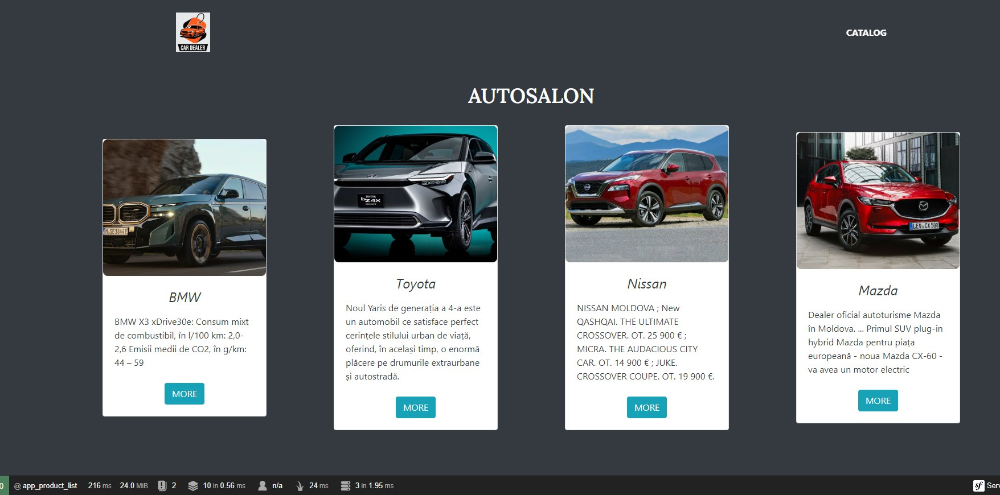 CAR DEALER
CATALOG
AUTOSALON
M·SE1844E
BMW
BMW X3 xDrive30e: Consum mixt
de combustibil, în l/100 km: 2,0-
2,6 Emisii medii de CO2, în g/km:
44 – 59
MORE
TOYOTA
bZ4X
CONCEPT
Toyota
Noul Yaris de generația a 4-a este
un automobil ce satisface perfect
cerințele stilului urban de viață,
oferind, în același timp, o enormă
plăcere pe drumurile extraurbane
și autostradă.
MORE
Nissan
NISSAN MOLDOVA ; New
QASHQAI. THE ULTIMATE
CROSSOVER. OT. 25 900 € ;
MICRA. THE AUDACIOUS CITY
CAR. OT. 14 900 € ; JUKE.
CROSSOVER COUPE. OT. 19 900 €.
MORE
LEV CX 508
Mazda
Dealer oficial autoturisme Mazda
în Moldova. ... Primul SUV plug-in
hybrid Mazda pentru piața
europeană - noua Mazda CX-60 -
va avea un motor electric
MORE
0 @ app_product_list 216 ms 24.0 MiB 2 10 in 0.56 ms n/a 24 ms 3 in 1.95 ms sf Serv